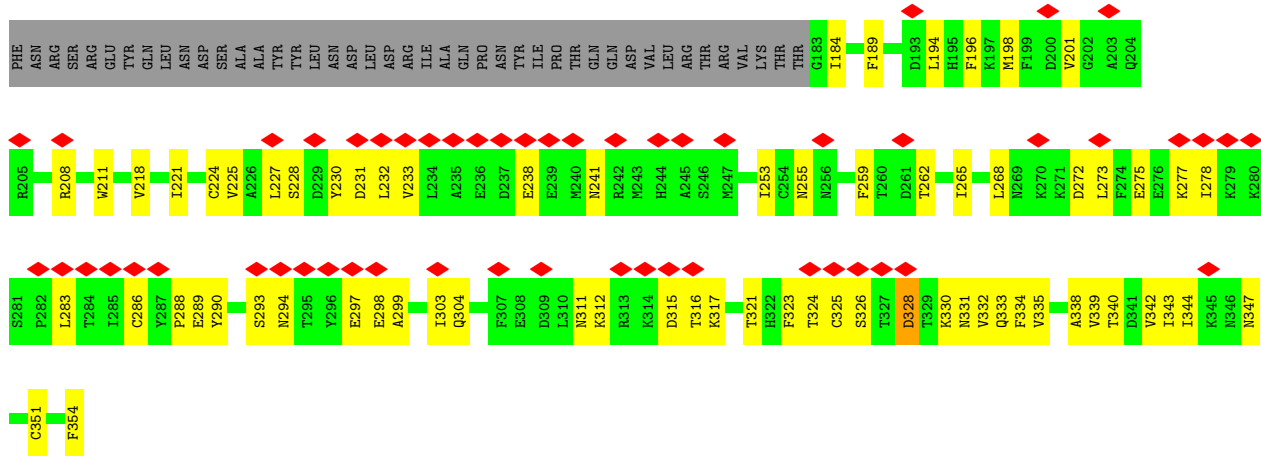 PHE ASN ARG SER ARG GLU TYR GLN LEU ASN ASP SER ALA ALA TYR TYR LEU ASN ASP LEU ASP ARG ILE ALA GLN PRO ASN TYR ILE PRO THR GLN GLN ASP VAL LEU ARG THR ARG VAL LYS THR THR G183 I184 F189 D193 L194 H195 F196 K197 M198 F199 D200 V201 G202 A203 Q204
R205 R208 W211 V218 I221 C224 V225 A226 L227 S228 D229 Y230 D231 L232 V233 L234 A235 E236 D237 E238 E239 M240 N241 R242 M243 H244 A245 S246 M247 I253 C254 N255 N256 F259 T260 D261 T262 I265 L268 N269 K270 K271 D272 L273 F274 E275 E276 K277 I278 K279 K280
S281 P282 L283 T284 I285 C286 Y287 P288 E289 Y290 S293 N294 T295 Y296 E297 E298 A299 I303 Q304 F307 E308 D309 L310 N311 K312 R313 K314 D315 T316 K317 T321 H322 F323 T324 C325 S326 T327 D328 T329 K330 N331 V332 Q333 F334 V335 A338 V339 T340 D341 V342 I343 I344 K345 N346 N347
C351 F354